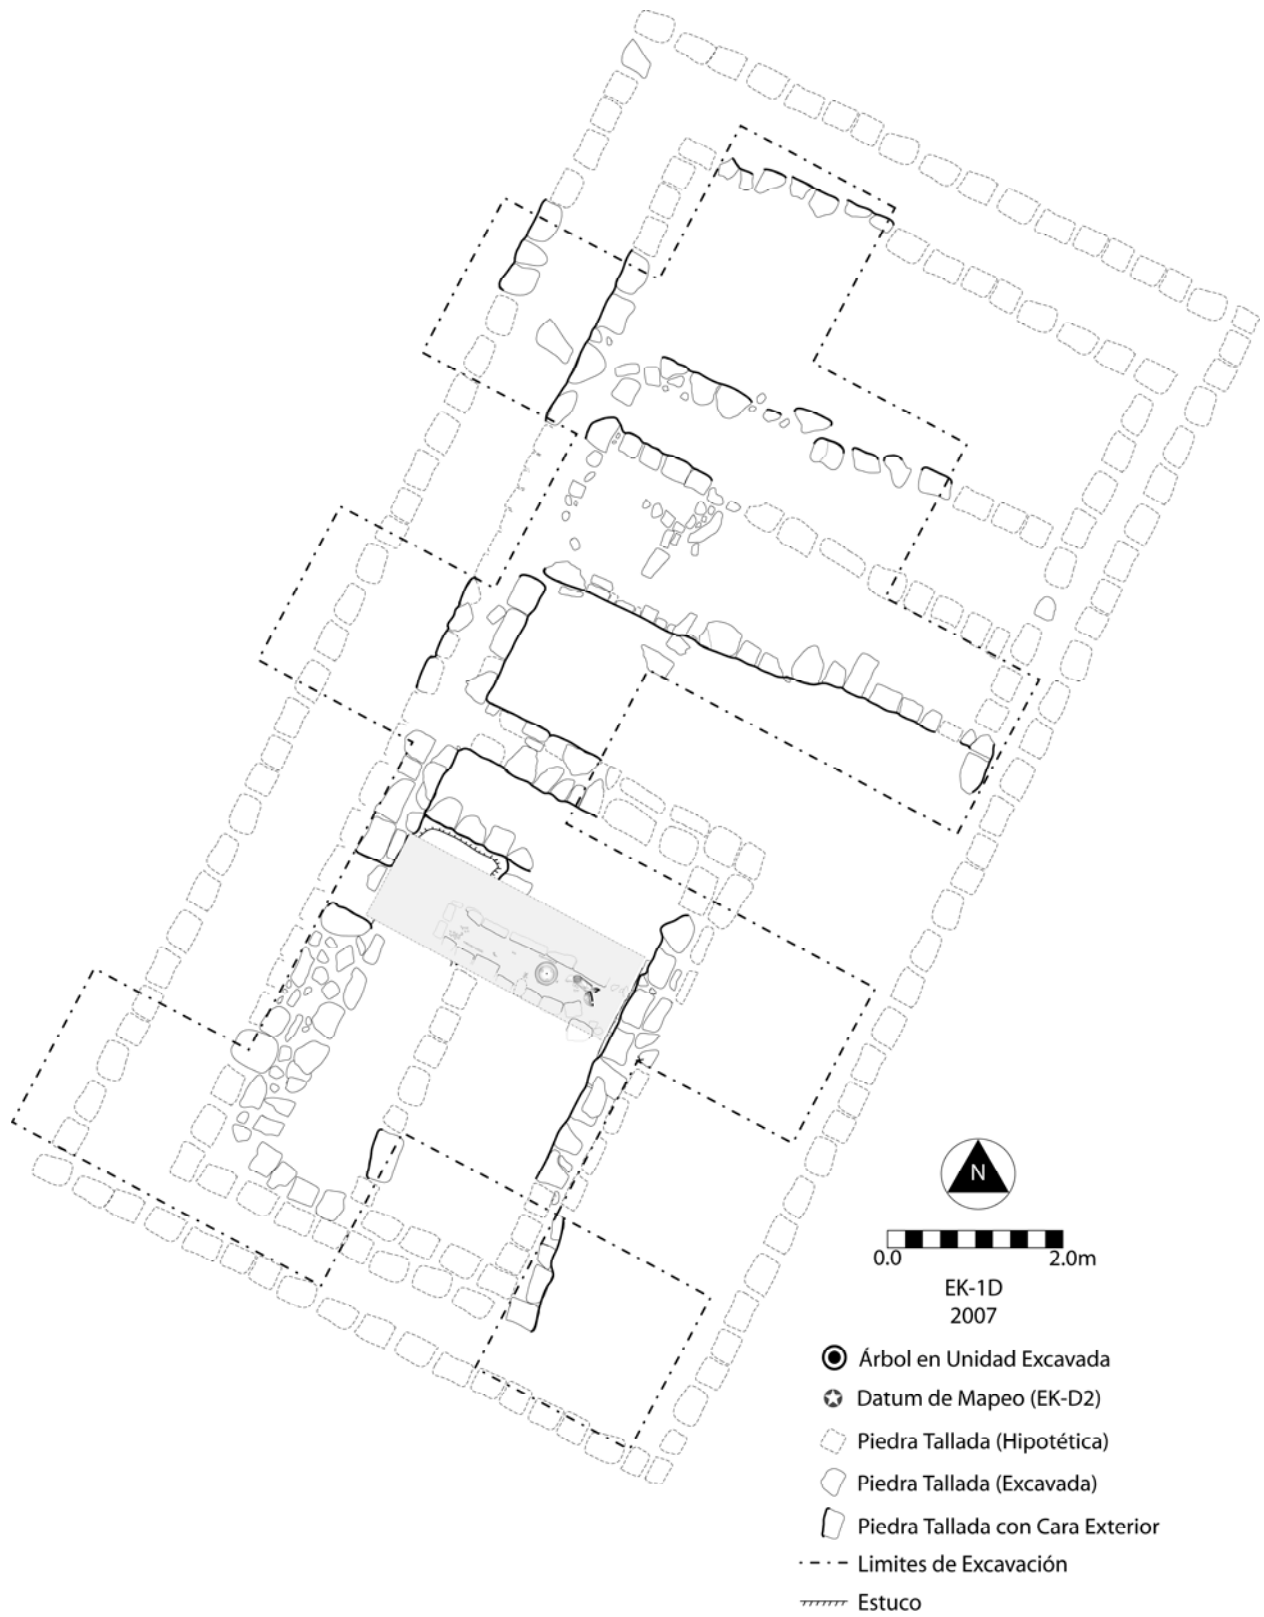 N
0.0 2.0m
EK-1D
2007
Árbol en Unidad Excavada
Datum de Mapeo (EK-D2)
Piedra Tallada (Hipotética)
Piedra Tallada (Excavada)
Piedra Tallada con Cara Exterior
Limites de Excavación
Estuco